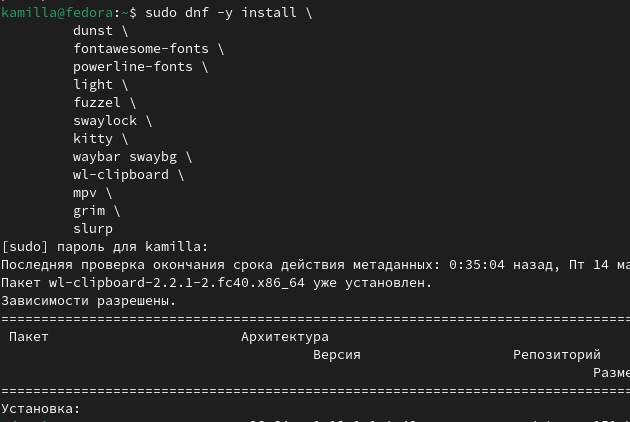 kamilla@fedora:~$ sudo dnf -y install \
dunst \
fontawesome-fonts \
powerline-fonts \
light \
fuzzel \
swaylock \
kitty \
waybar swaybg \
wl-clipboard \
mpv \
grim \
slurp
[sudo] пароль для kamilla:
Последняя проверка окончания срока действия метаданных: 0:35:04 назад, Пт 14 ма
Пакет wl-clipboard-2.2.1-2.fc40.x86_64 уже установлен.
Зависимости разрешены.
================================================================================
Пакет Архитектура
Версия Репозиторий
Разме
================================================================================
Установка: